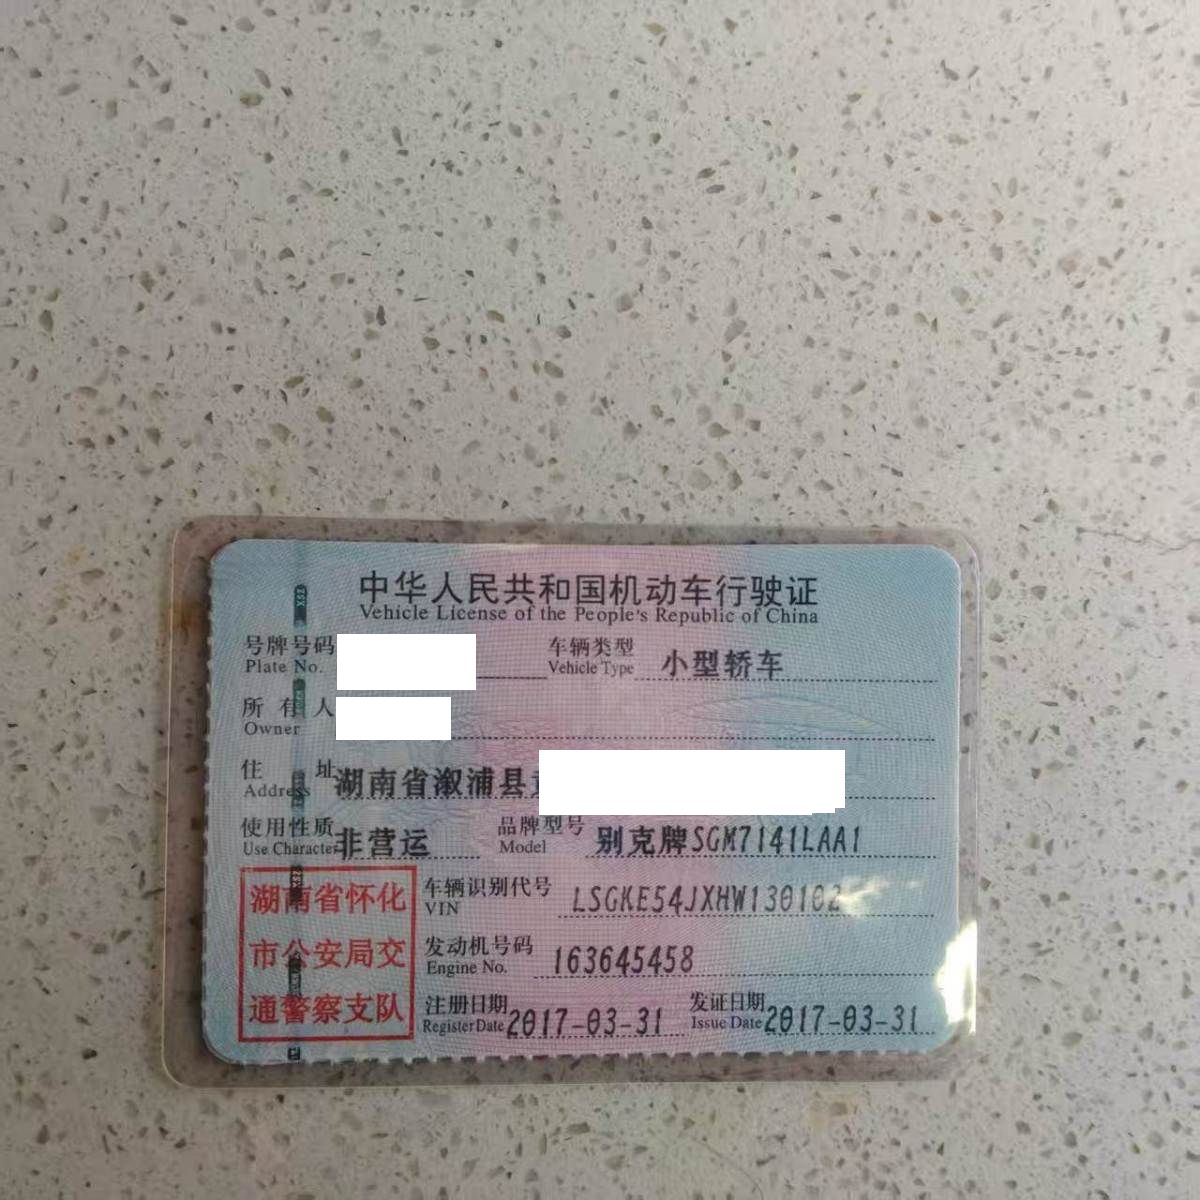 中华人民共和国机动车行驶证
Vehicle License of the People's Republic of China
号牌号码 车辆类型 小型轿车
Plate No. Vehicle Type
所有人
Owner
住址 湖南省溆浦县
Address
使用性质 非营运 品牌型号 别克牌SGM7141LAA1
Use Character Model
湖南省怀化
市公安局交
通警察支队
车辆识别代号 LSGKE54JXHW130102
VIN
发动机号码 163645458
Engine No.
注册日期 2017-03-31 发证日期 2017-03-31
Register Date Issue Date